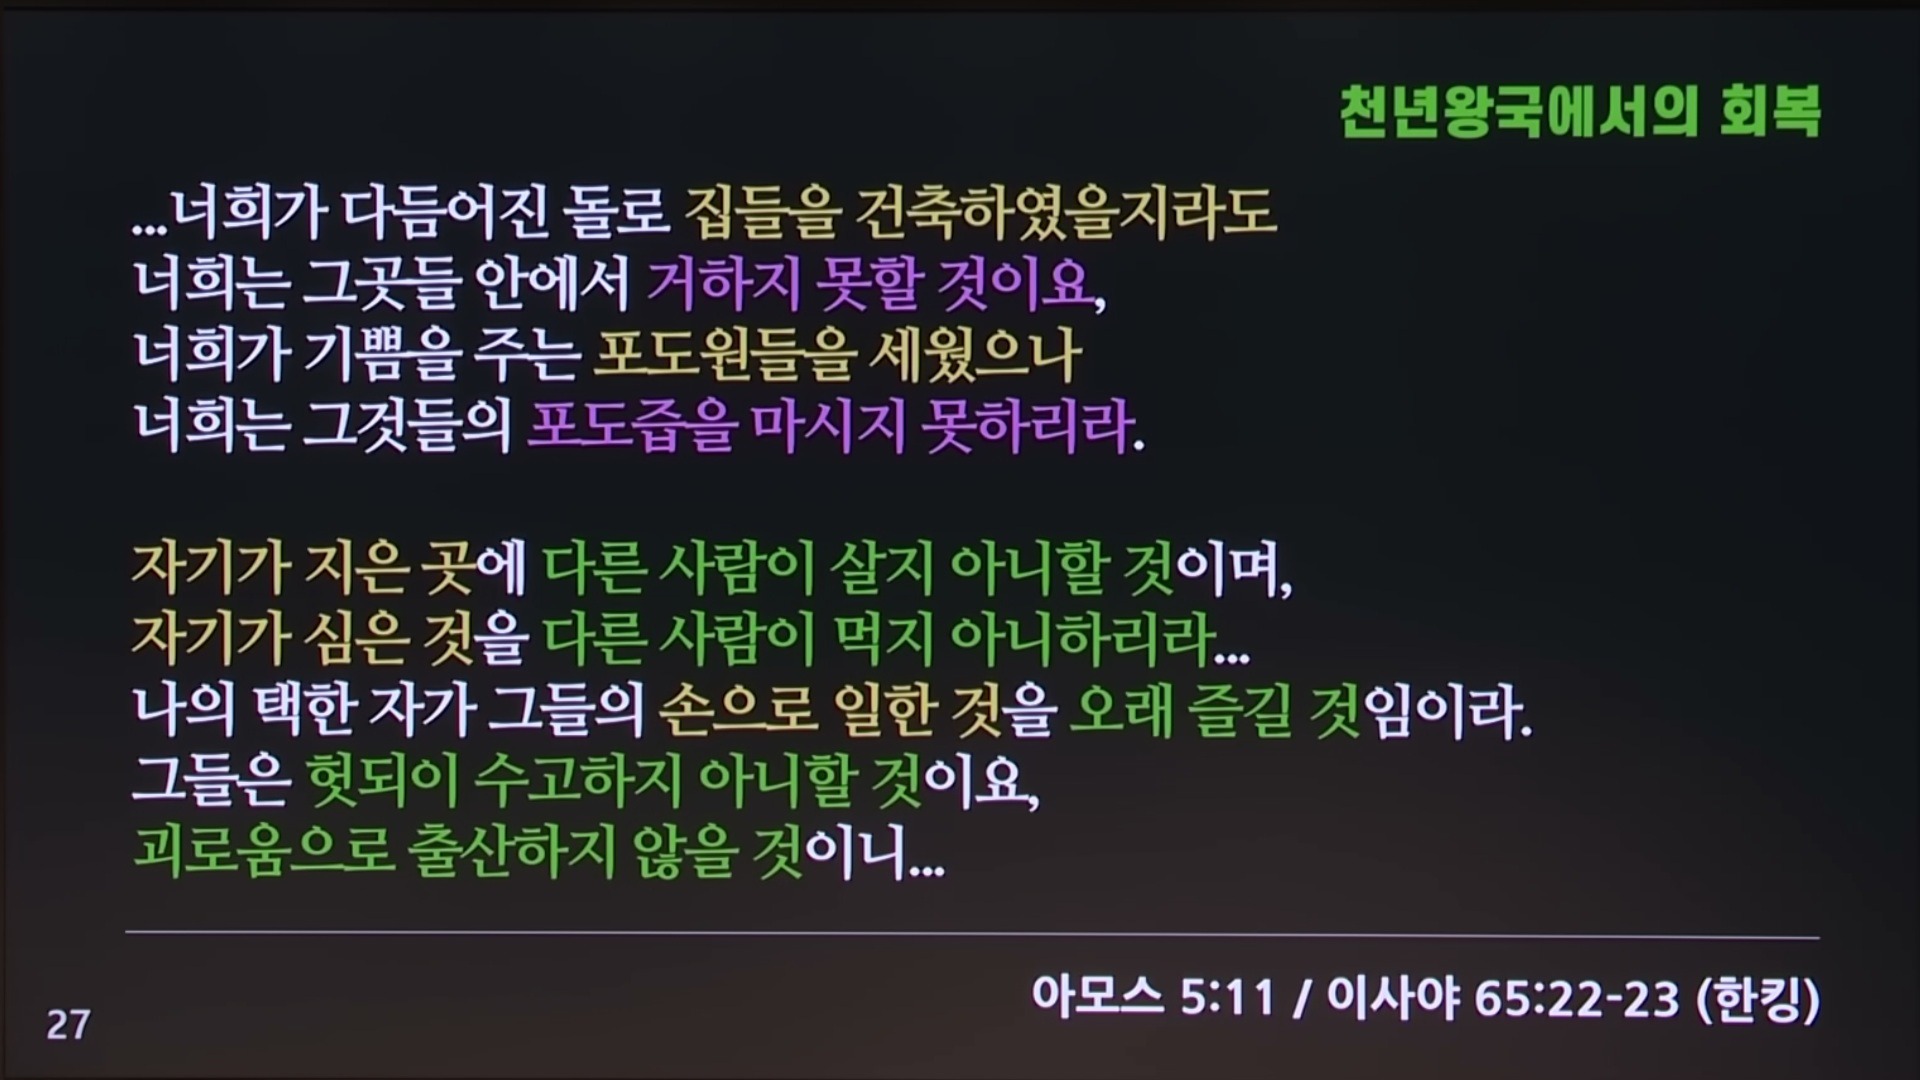 천년왕국에서의 회복
...너희가 다듬어진 돌로 집들을 건축하였을지라도
너희는 그곳들 안에서 거하지 못할 것이요,
너희가 기쁨을 주는 포도원들을 세웠으나
너희는 그것들의 포도즙을 마시지 못하리라.
자기가 지은 곳에 다른 사람이 살지 아니할 것이며,
자기가 심은 것을 다른 사람이 먹지 아니하리라...
나의 택한 자가 그들의 손으로 일한 것을 오래 즐길 것임이라.
그들은 헛되이 수고하지 아니할 것이요,
괴로움으로 출산하지 않을 것이니...
아모스 5:11 / 이사야 65:22-23 (한킹)
27